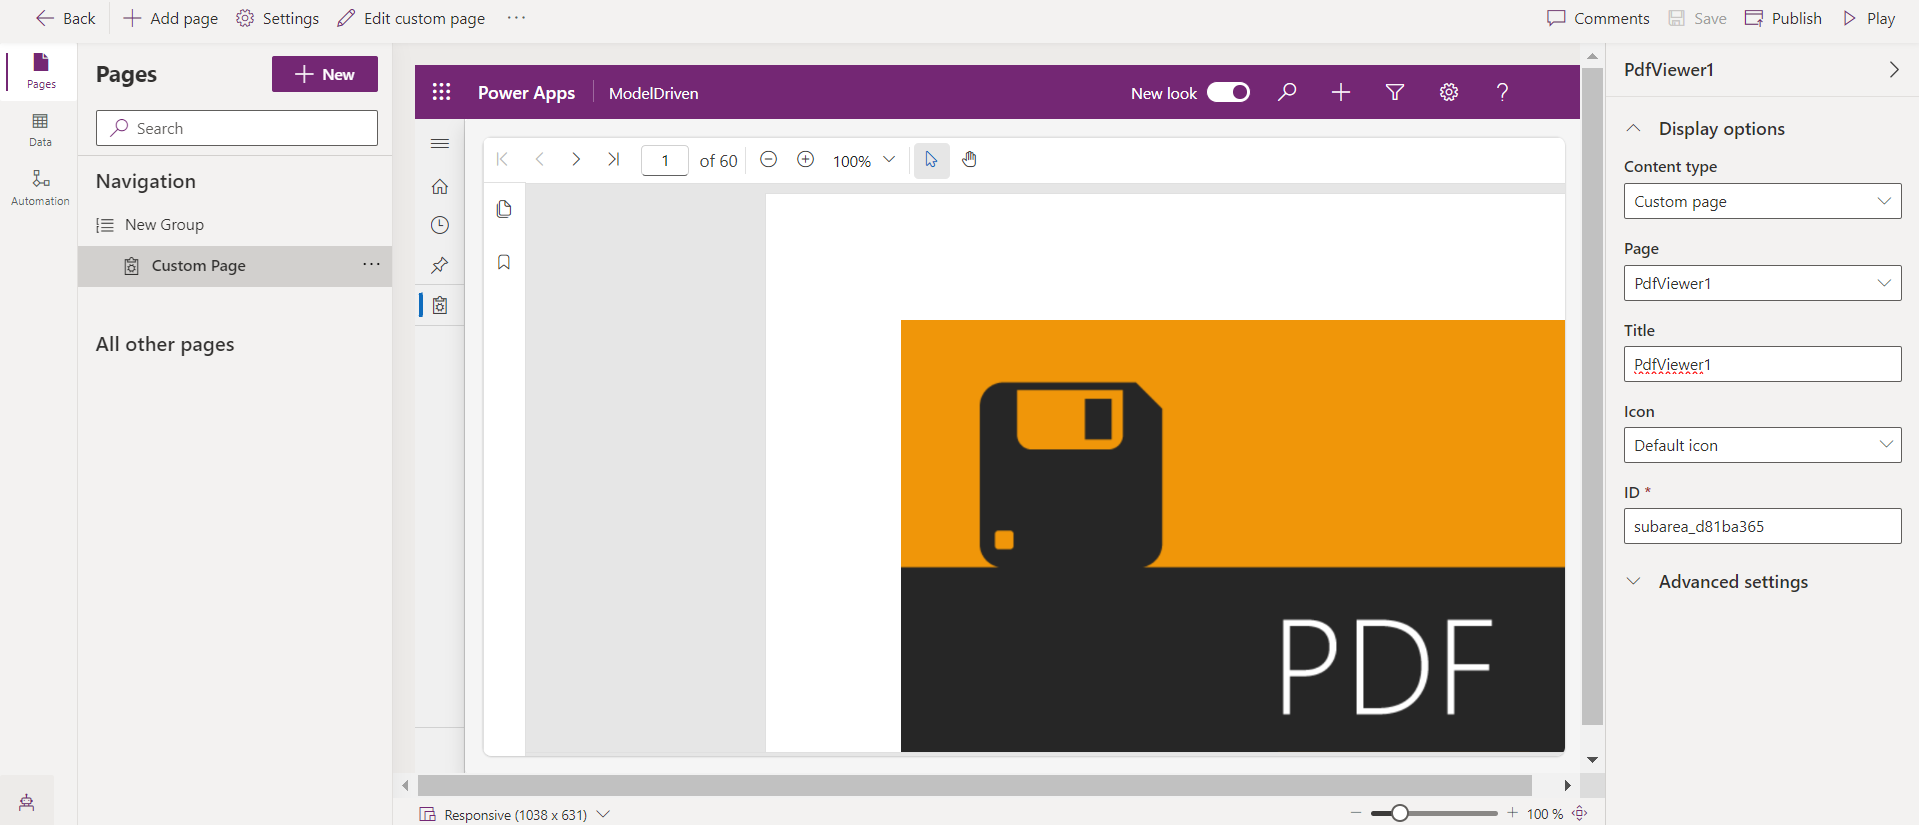 Back
Add page
Settings
Edit custom page
Comments
Save
Publish
Play
Pages
Data
Automation
Pages
New
Search
Navigation
New Group
Custom Page
All other pages
Power Apps
ModelDriven
New look
1 of 60
100%
PDF
Responsive (1038 x 631)
100 %
PdfViewer1
Display options
Content type
Custom page
Page
PdfViewer1
Title
PdfViewer1
Icon
Default icon
ID *
subarea_d81ba365
Advanced settings